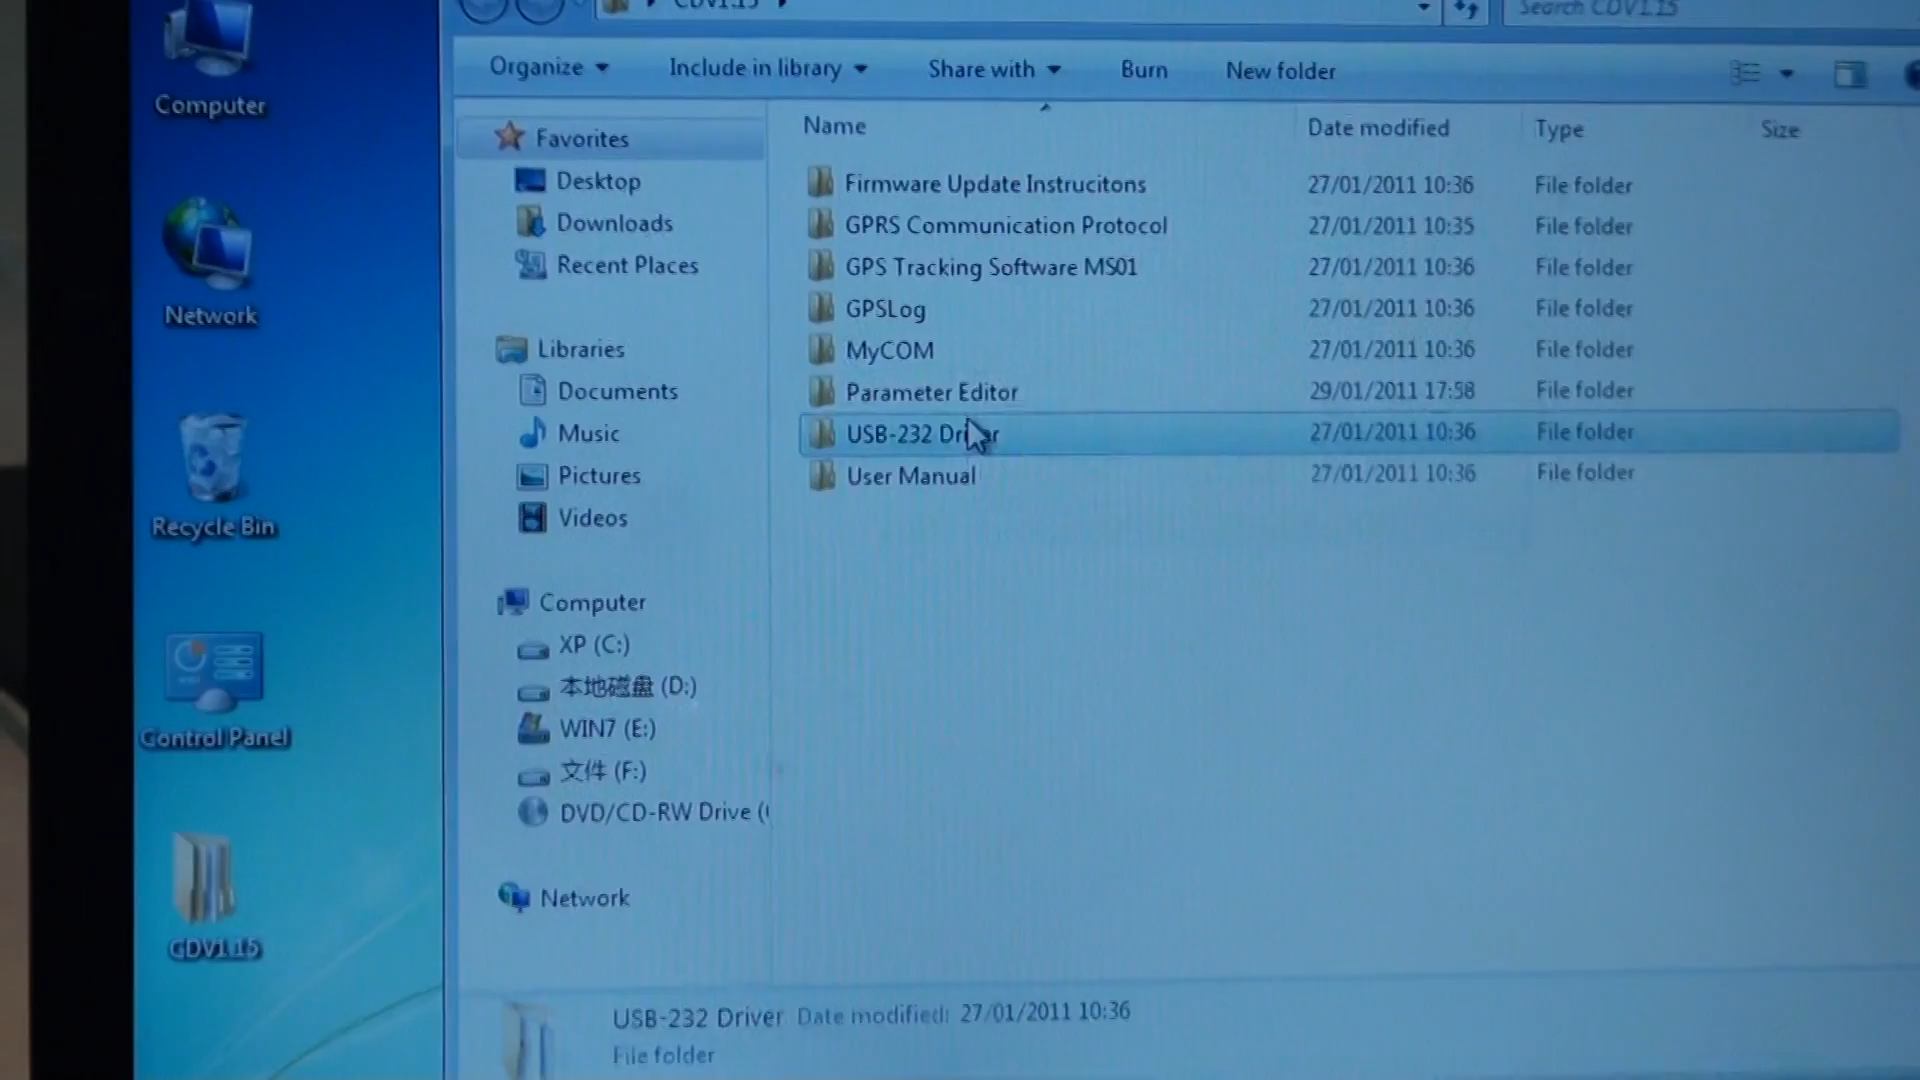 CDV1.15
Search CDV1.15
Organize
Include in library
Share with
Burn
New folder
Name
Date modified
Type
Size
Firmware Update Instrucitons
27/01/2011 10:36
File folder
GPRS Communication Protocol
27/01/2011 10:35
File folder
GPS Tracking Software MS01
27/01/2011 10:36
File folder
GPSLog
27/01/2011 10:36
File folder
MyCOM
27/01/2011 10:36
File folder
Parameter Editor
29/01/2011 17:58
File folder
USB-232 Driver
27/01/2011 10:36
File folder
User Manual
27/01/2011 10:36
File folder
Favorites
Desktop
Downloads
Recent Places
Libraries
Documents
Music
Pictures
Videos
Computer
XP (C:)
本地磁盘 (D:)
WIN7 (E:)
文件 (F:)
DVD/CD-RW Drive (
Network
Computer
Network
Recycle Bin
Control Panel
CDV1.15
USB-232 Driver Date modified: 27/01/2011 10:36
File folder